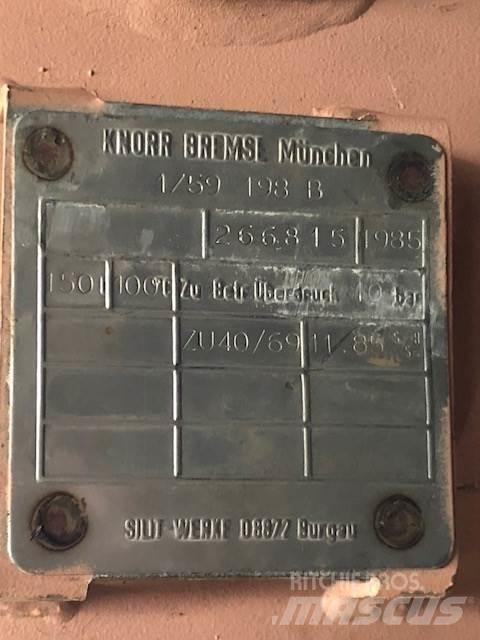 KNORR BREMSE München
1/59 198 B
266815 1985
150 l 100°C Zu Betr Überdruck 10 bar
ZU40/69 11.85
SILIT-WERKE D8872 Burgau
RITCHIE BROS.
MASCUS